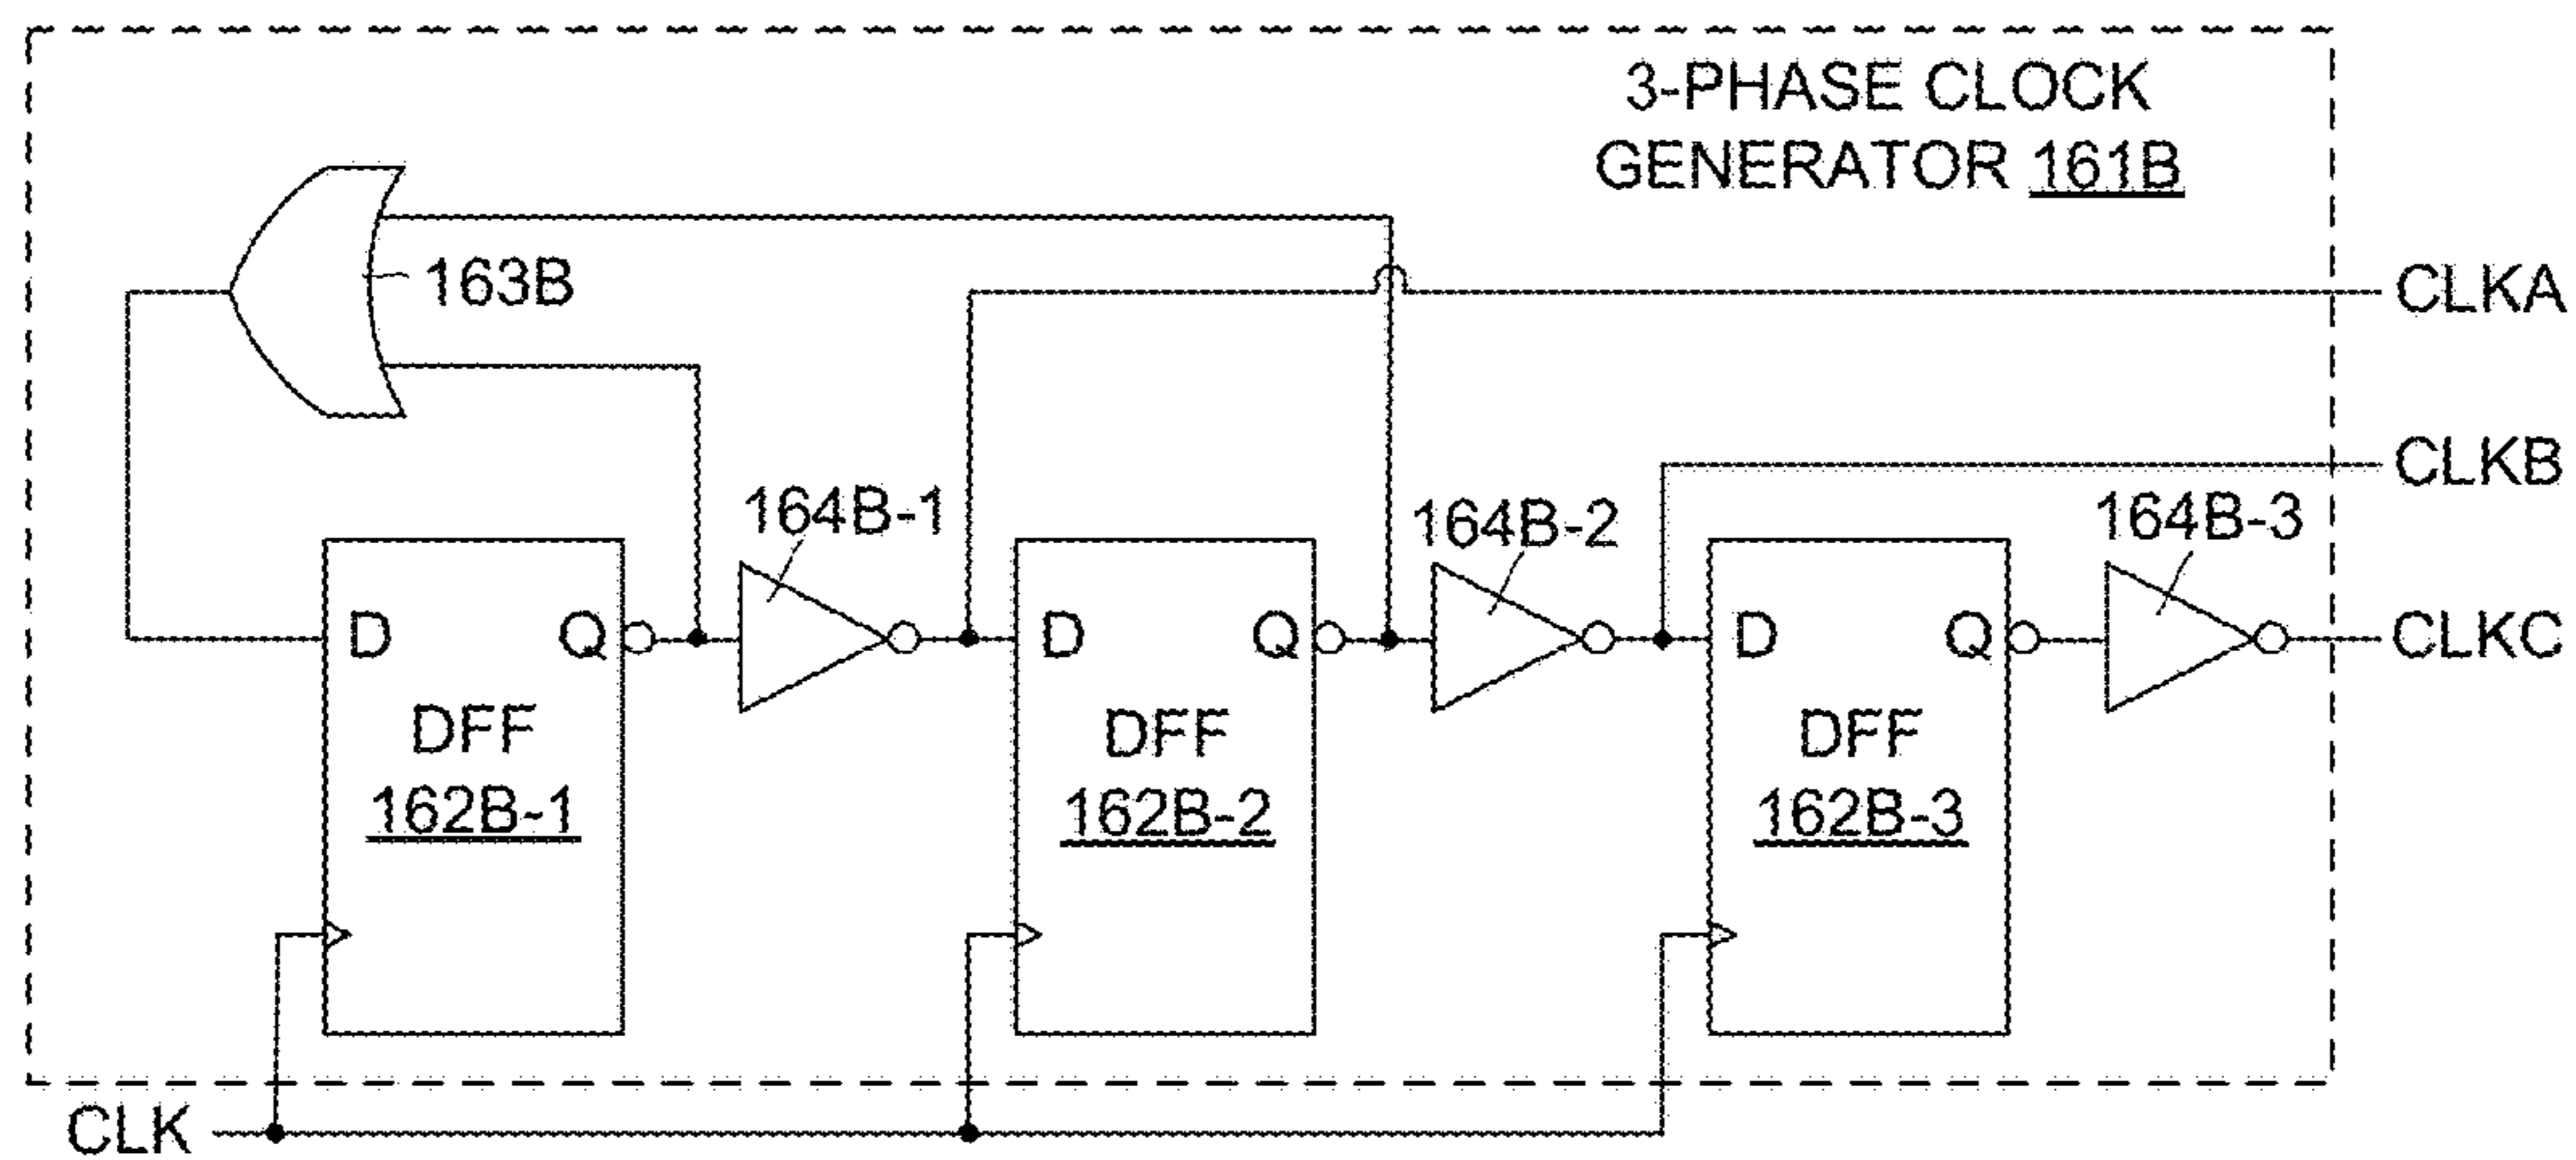 3-PHASE CLOCK
GENERATOR 161B
163B
CLKA
CLKB
164B-1
164B-2
164B-3
D
Q
D
Q
D
Q
CLKC
DFF
162B-1
DFF
162B-2
DFF
162B-3
CLK